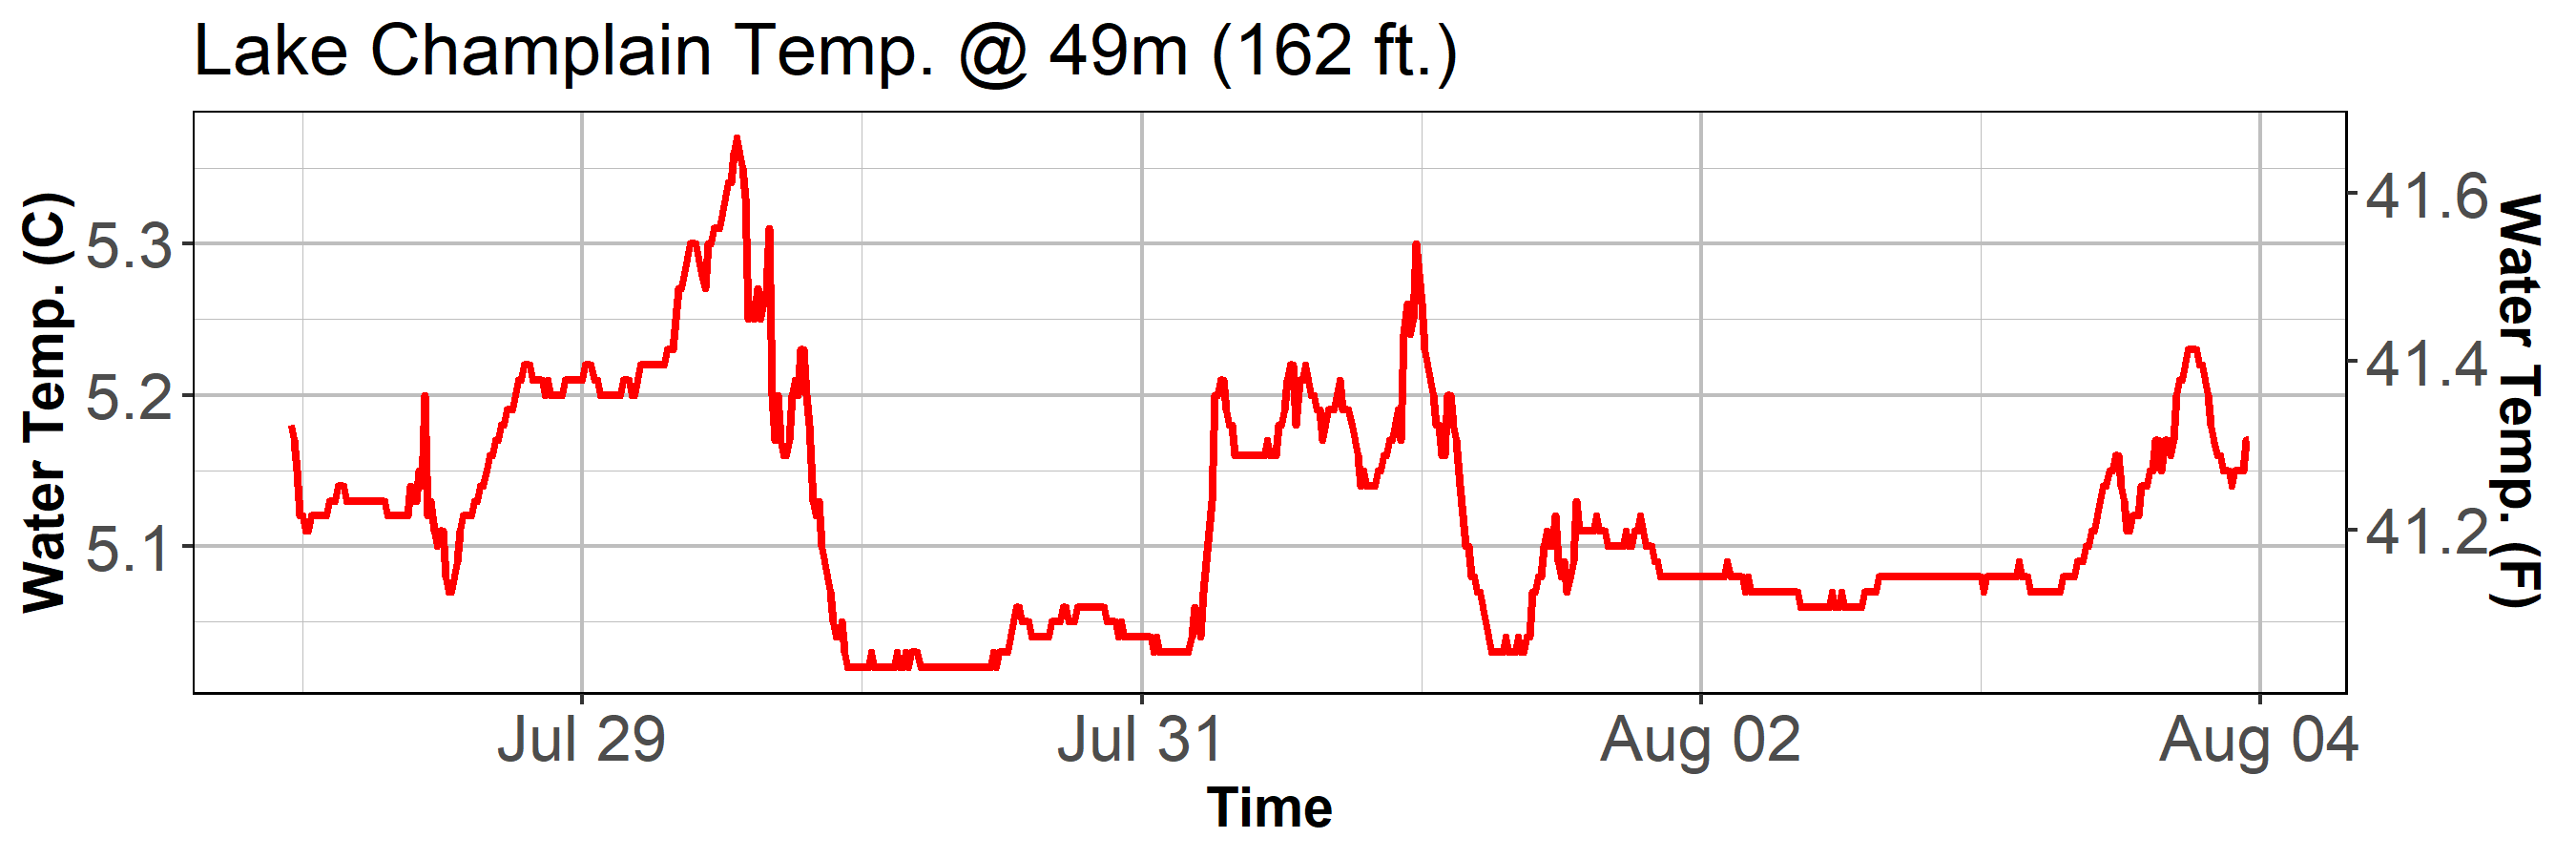 Lake Champlain Temp. @ 49m (162 ft.)
Water Temp. (C)
5.3
5.2
5.1
41.6
41.4
41.2
Water Temp. (F)
Jul 29
Jul 31
Aug 02
Aug 04
Time